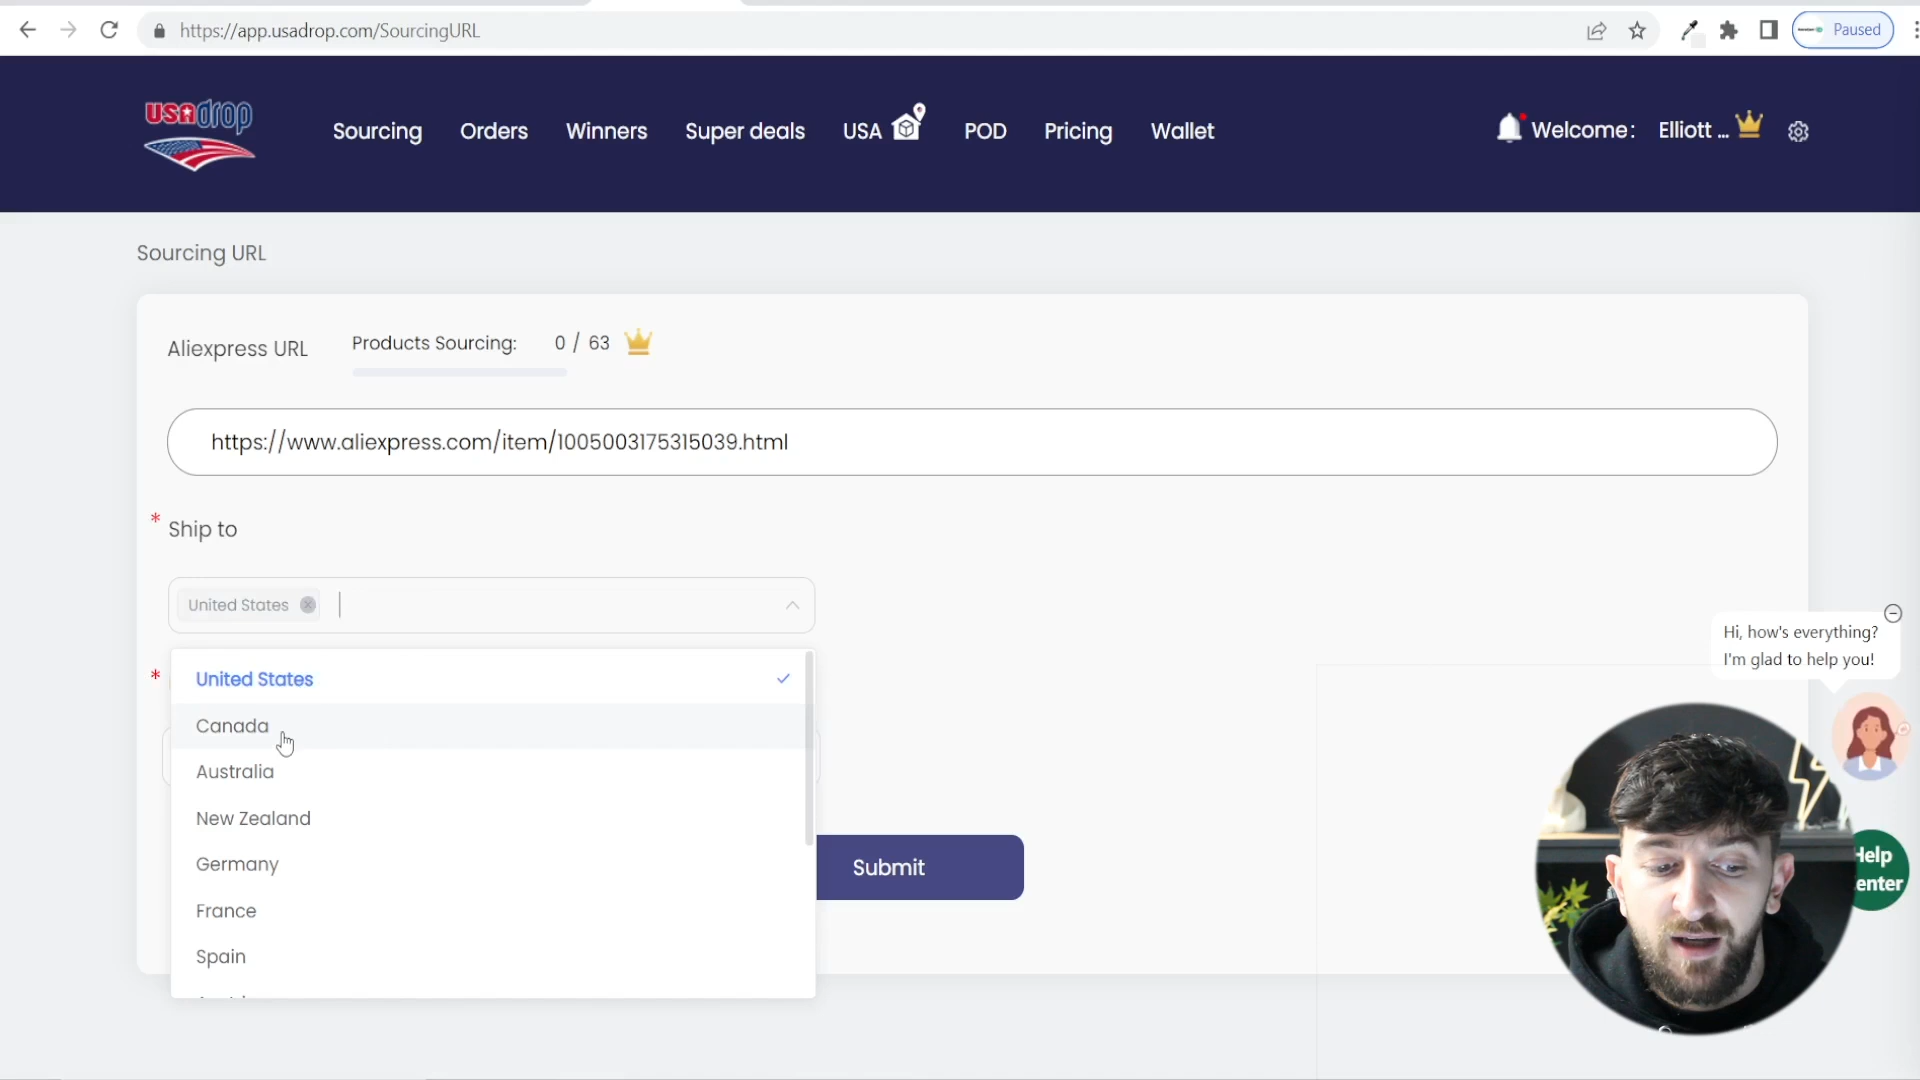 https://app.usadrop.com/SourcingURL
Paused
USAdrop
Sourcing
Orders
Winners
Super deals
USA
POD
Pricing
Wallet
Welcome:
Elliott ...
Sourcing URL
Aliexpress URL
Products Sourcing:
0 / 63
https://www.aliexpress.com/item/1005003175315039.html
* Ship to
United States
*
United States
Canada
Australia
New Zealand
Germany
France
Spain
Submit
Hi, how's everything?
I'm glad to help you!